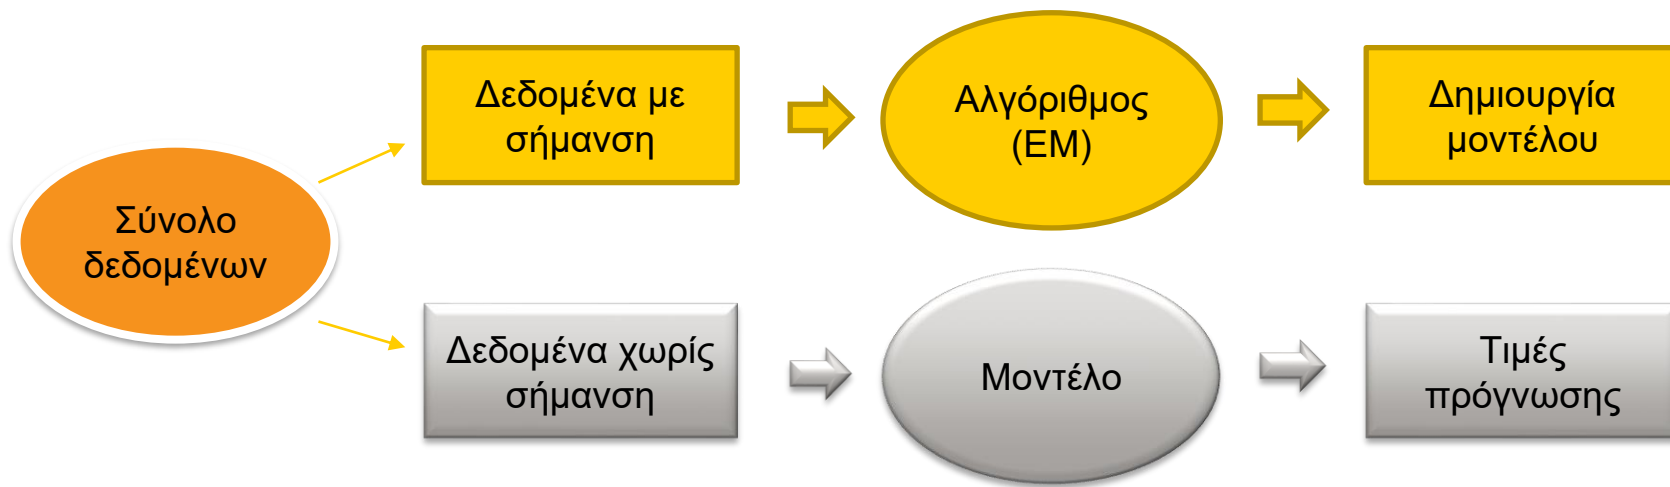 Σύνολο
δεδομένων
Δεδομένα με
σήμανση
Αλγόριθμος
(ΕΜ)
Δημιουργία
μοντέλου
Δεδομένα χωρίς
σήμανση
Μοντέλο
Τιμές
πρόγνωσης